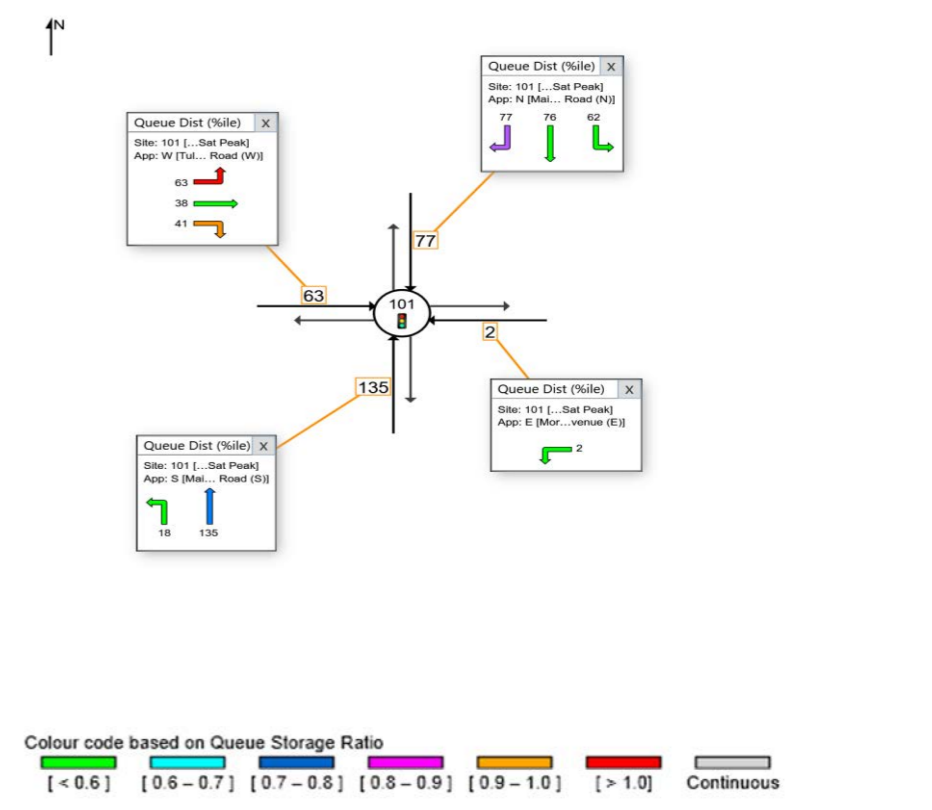 N
Queue Dist (%ile) X
Site: 101 [...Sat Peak]
App: N [Mai... Road (N)]
77 76 62
Queue Dist (%ile) X
Site: 101 [...Sat Peak]
App: W [Tul... Road (W)]
63
38
41
77
63
101
2
135
Queue Dist (%ile) X
Site: 101 [...Sat Peak]
App: E [Mor...venue (E)]
2
Queue Dist (%ile) X
Site: 101 [...Sat Peak]
App: S [Mai... Road (S)]
18 135
Colour code based on Queue Storage Ratio
[ < 0.6 ] [ 0.6 – 0.7 ] [ 0.7 – 0.8 ] [ 0.8 – 0.9 ] [ 0.9 – 1.0 ] [ > 1.0] Continuous